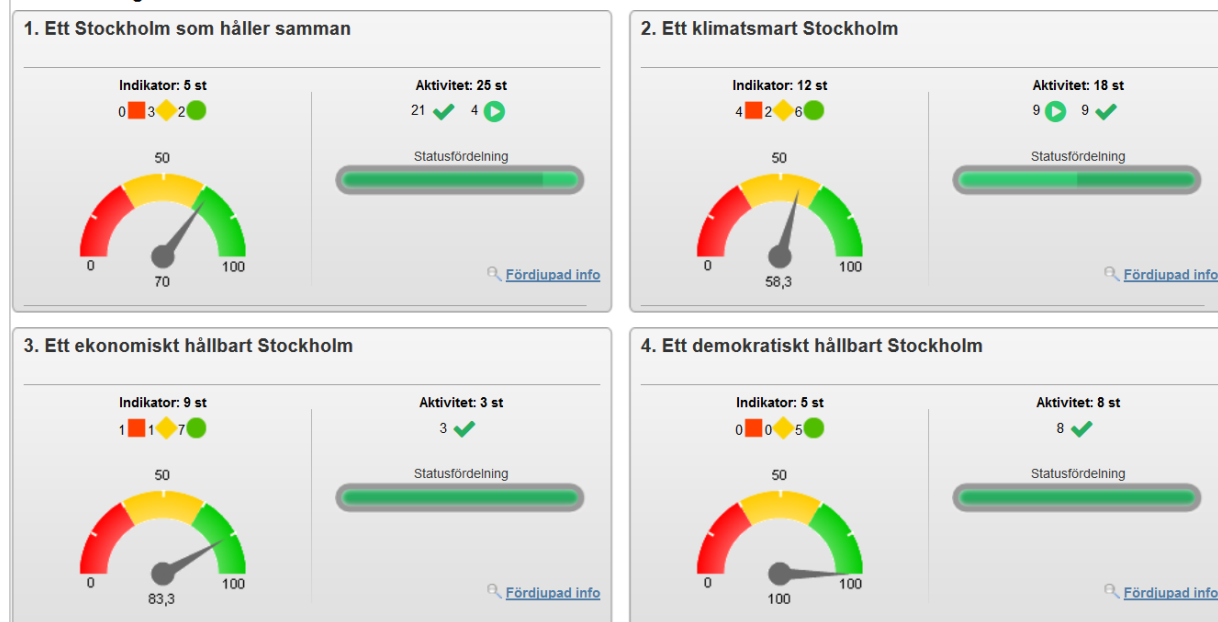 1. Ett Stockholm som håller samman
Indikator: 5 st
0 3 2
50
0
100
70
Aktivitet: 25 st
21 4
Statusfördelning
Fördjupad info
2. Ett klimatsmart Stockholm
Indikator: 12 st
4 2 6
50
0
100
58,3
Aktivitet: 18 st
9 9
Statusfördelning
Fördjupad info
3. Ett ekonomiskt hållbart Stockholm
Indikator: 9 st
1 1 7
50
0
100
83,3
Aktivitet: 3 st
3
Statusfördelning
Fördjupad info
4. Ett demokratiskt hållbart Stockholm
Indikator: 5 st
0 0 5
50
0
100
100
Aktivitet: 8 st
8
Statusfördelning
Fördjupad info